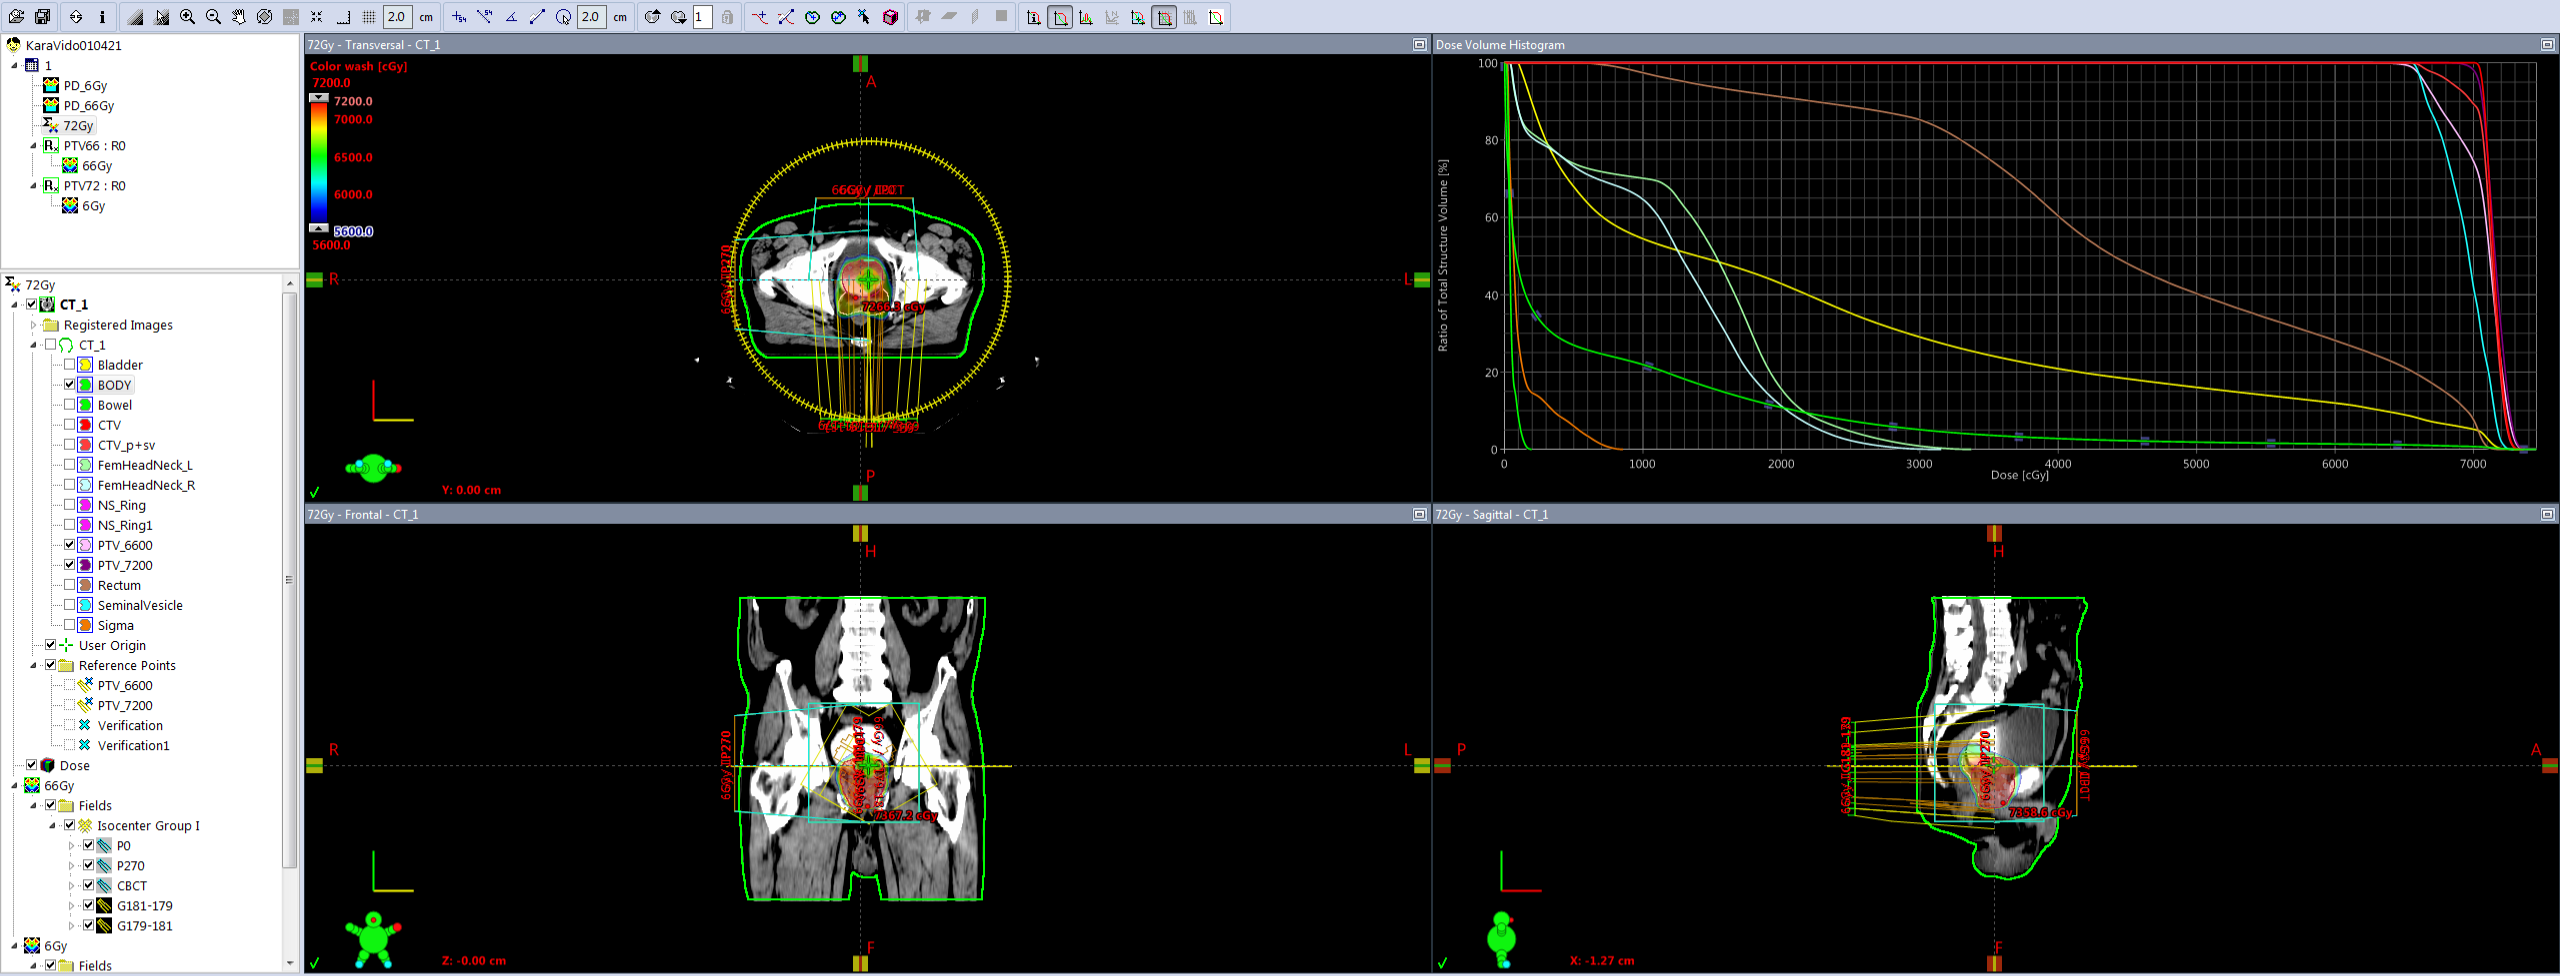 2.0 cm
2.0 cm
1
KaraVido010421
1
PD_6Gy
PD_66Gy
72Gy
PTV66 : R0
66Gy
PTV72 : R0
6Gy
72Gy
CT_1
Registered Images
CT_1
Bladder
BODY
Bowel
CTV
CTV_p+sv
FemHeadNeck_L
FemHeadNeck_R
NS_Ring
NS_Ring1
PTV_6600
PTV_7200
Rectum
SeminalVesicle
Sigma
User Origin
Reference Points
PTV_6600
PTV_7200
Verification
Verification1
Dose
66Gy
Fields
Isocenter Group I
P0
P270
CBCT
G181-179
G179-181
6Gy
Fields
72Gy - Transversal - CT_1
Color wash [cGy]
7200.0
7200.0
7000.0
6500.0
6000.0
5600.0
5600.0
A
R
L
P
7266.3 cGy
Y: 0.00 cm
Dose Volume Histogram
Ratio of Total Structure Volume [%]
100
80
60
40
20
0
0 1000 2000 3000 4000 5000 6000 7000
Dose [cGy]
72Gy - Frontal - CT_1
H
R
L
F
7367.2 cGy
Z: -0.00 cm
72Gy - Sagittal - CT_1
H
P
A
F
7358.6 cGy
X: -1.27 cm